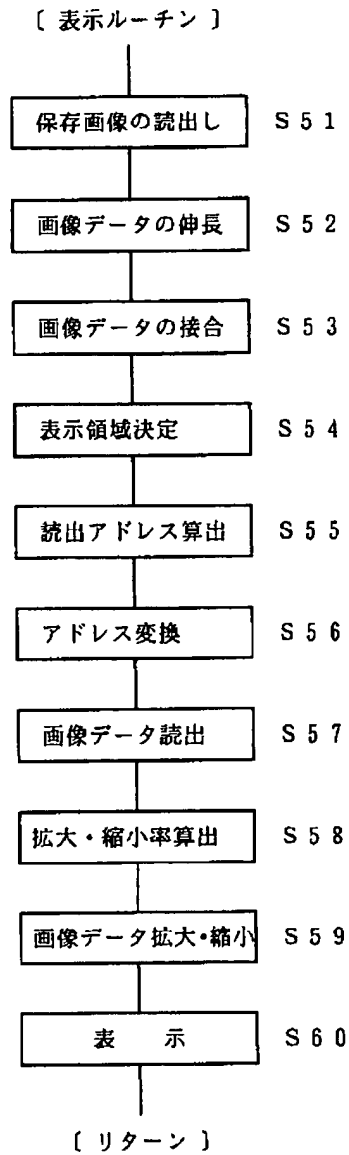 〔 表示ルーチン 〕
保存画像の読出し S51
画像データの伸長 S52
画像データの接合 S53
表示領域決定 S54
読出アドレス算出 S55
アドレス変換 S56
画像データ読出 S57
拡大・縮小率算出 S58
画像データ拡大・縮小 S59
表 示 S60
〔 リターン 〕